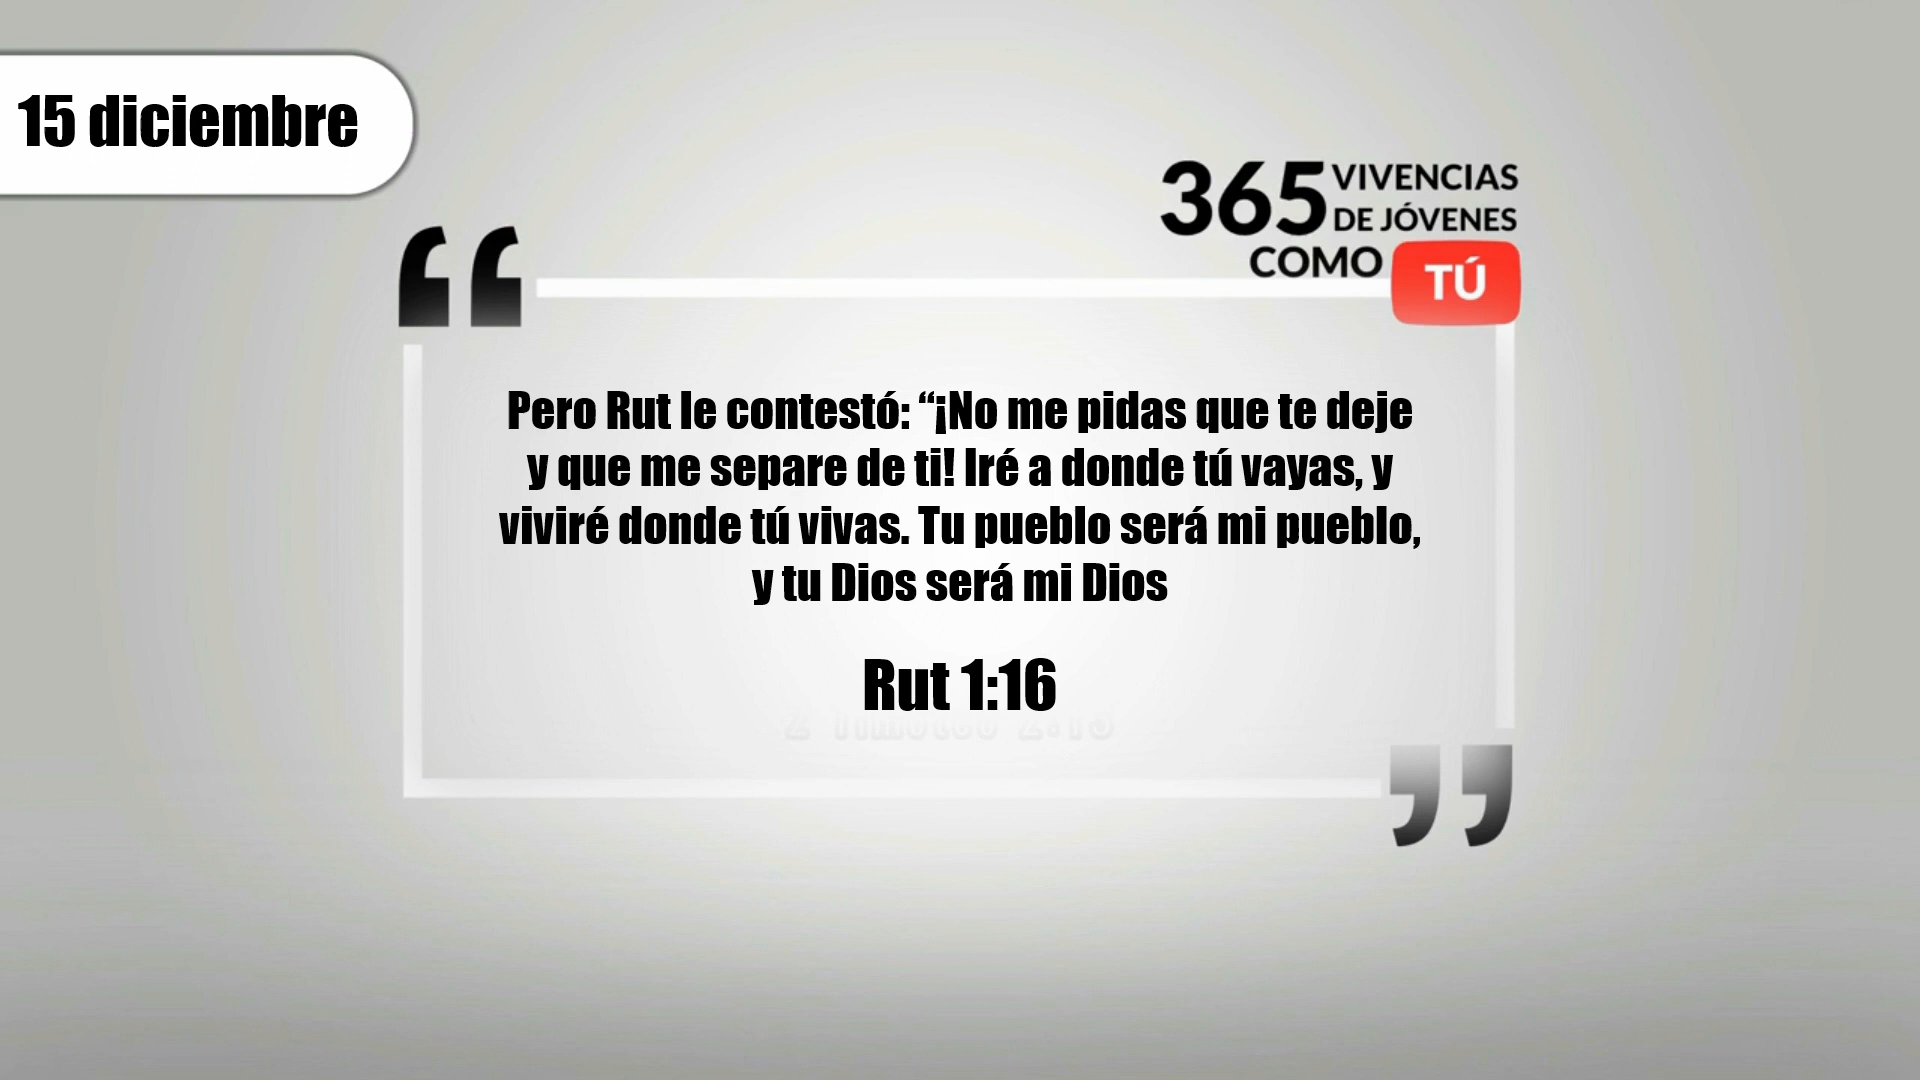 15 diciembre
365 VIVENCIAS
DE JÓVENES
COMO TÚ
Pero Rut le contestó: “¡No me pidas que te deje
y que me separe de ti! Iré a donde tú vayas, y
viviré donde tú vivas. Tu pueblo será mi pueblo,
y tu Dios será mi Dios
Rut 1:16